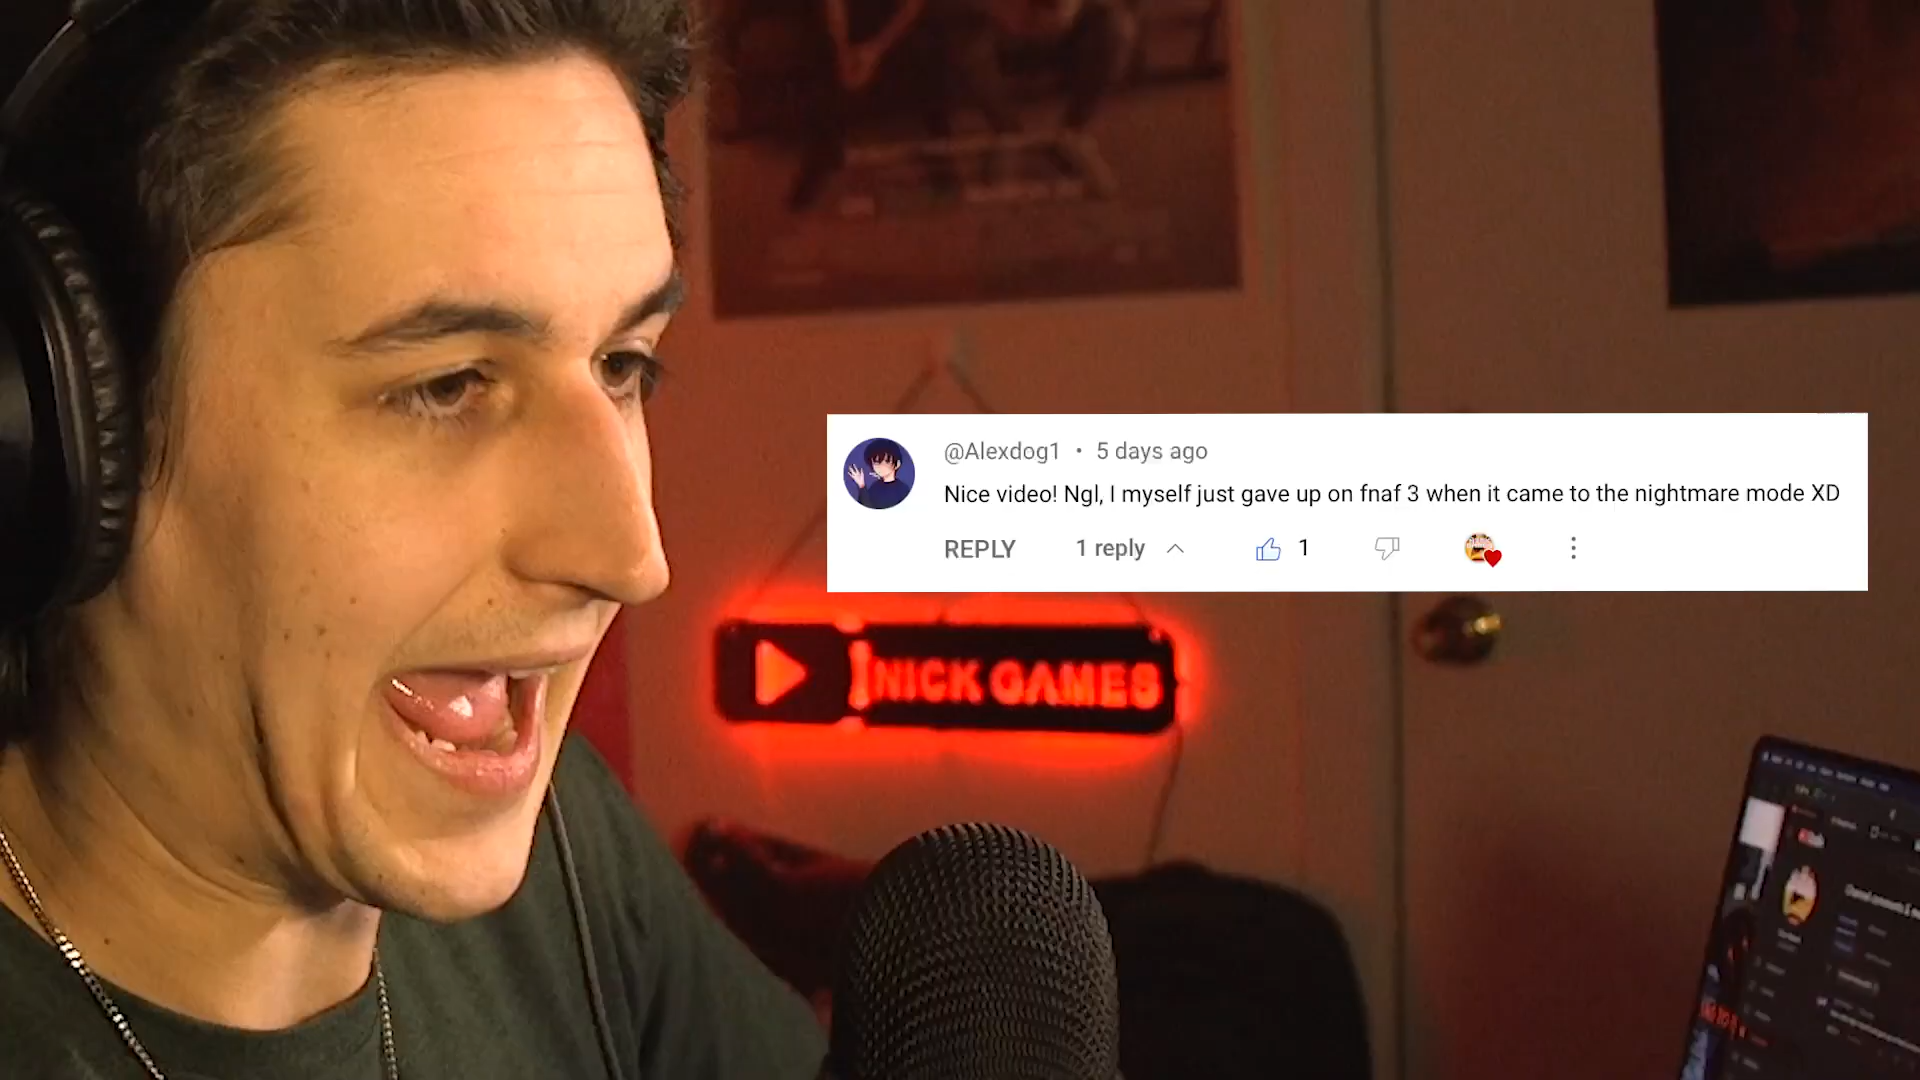 @Alexdog1 • 5 days ago
Nice video! Ngl, I myself just gave up on fnaf 3 when it came to the nightmare mode XD
REPLY 1 reply 1
NICK GAMES